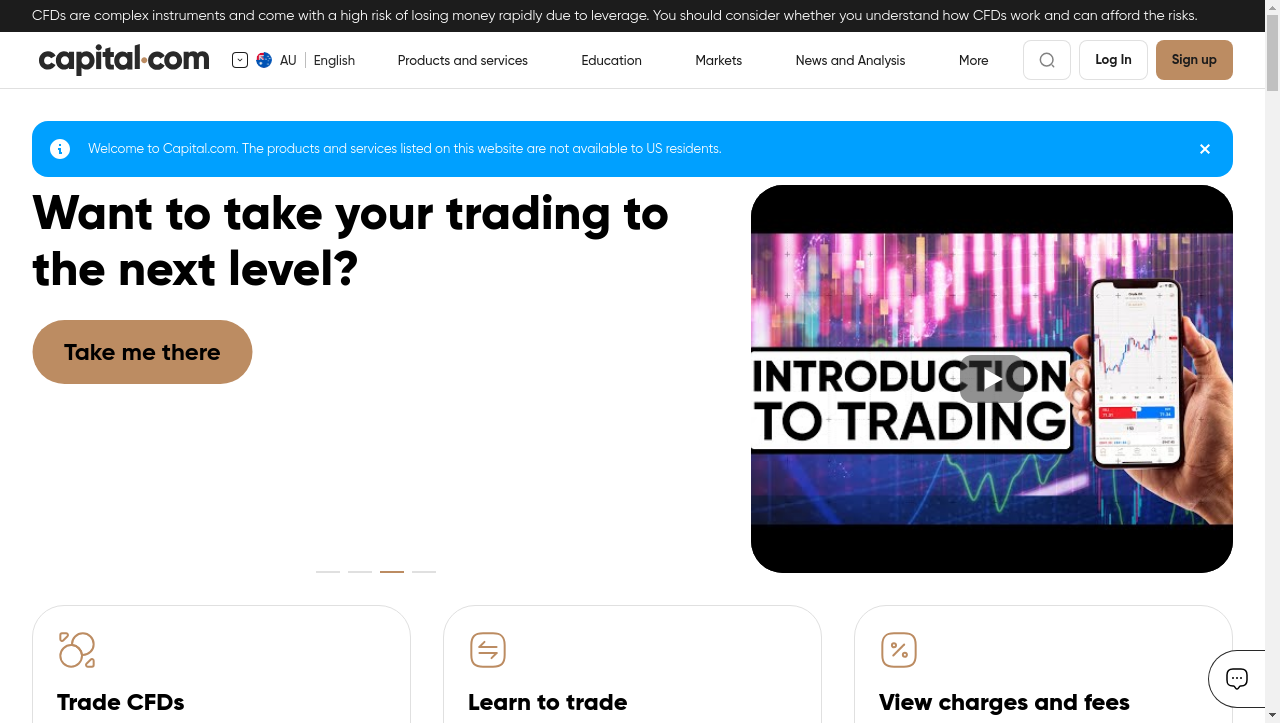 CFDs are complex instruments and come with a high risk of losing money rapidly due to leverage. You should consider whether you understand how CFDs work and can afford the risks.
capital.com
AU
English
Products and services
Education
Markets
News and Analysis
More
Log In
Sign up
Welcome to Capital.com. The products and services listed on this website are not available to US residents.
Want to take your trading to
the next level?
Take me there
INTRODUCTION
TO TRADING
Trade CFDs
Learn to trade
View charges and fees